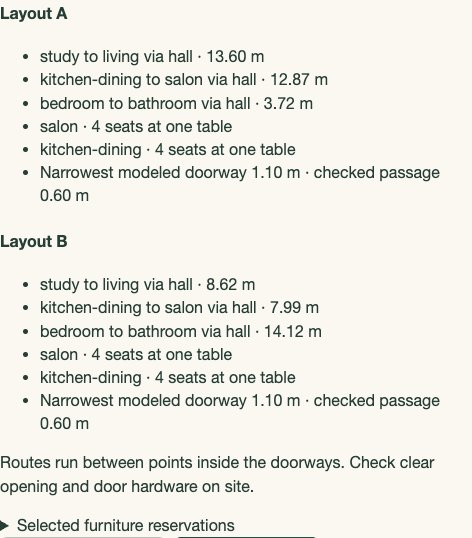 Layout A
• study to living via hall · 13.60 m
• kitchen-dining to salon via hall · 12.87 m
• bedroom to bathroom via hall · 3.72 m
• salon · 4 seats at one table
• kitchen-dining · 4 seats at one table
• Narrowest modeled doorway 1.10 m · checked passage
0.60 m
Layout B
• study to living via hall · 8.62 m
• kitchen-dining to salon via hall · 7.99 m
• bedroom to bathroom via hall · 14.12 m
• salon · 4 seats at one table
• kitchen-dining · 4 seats at one table
• Narrowest modeled doorway 1.10 m · checked passage
0.60 m
Routes run between points inside the doorways. Check clear
opening and door hardware on site.
▶ Selected furniture reservations